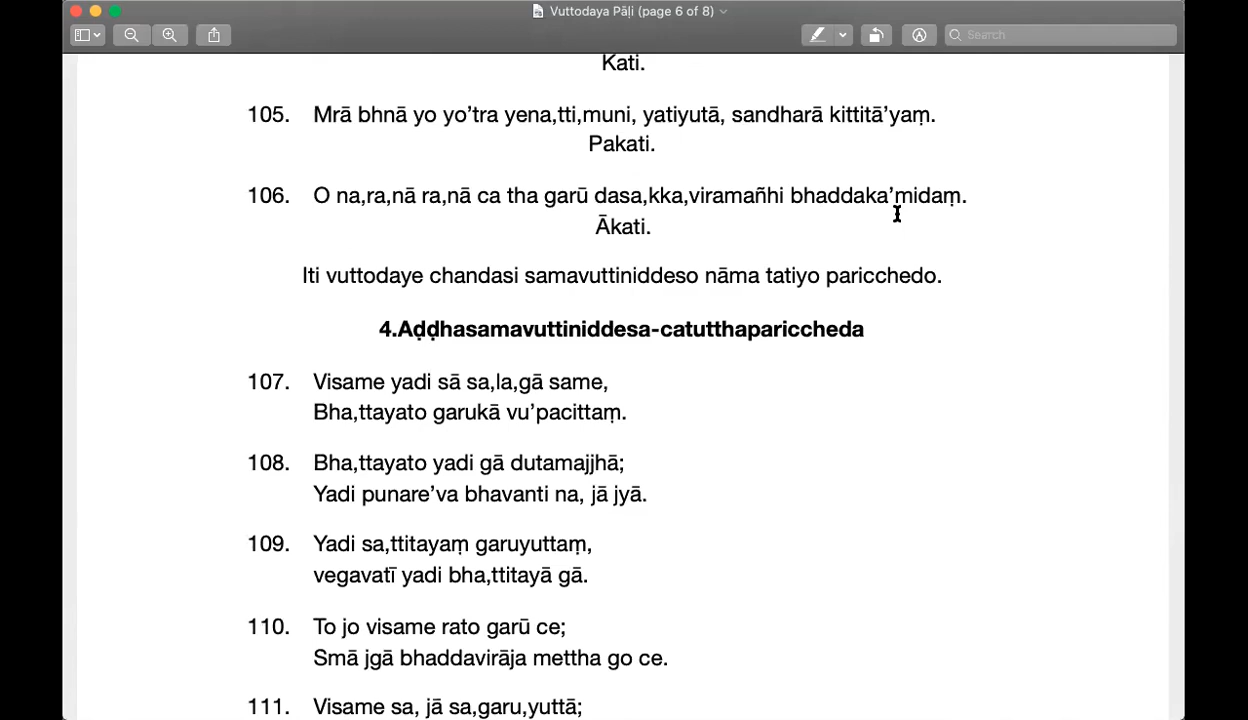 Vuttodaya Pāḷi (page 6 of 8)
Search
Kati.
105. Mrā bhnā yo yo’tra yena,tti,muni, yatiyutā, sandharā kittitā’yaṃ.
Pakati.
106. O na,ra,nā ra,nā ca tha garū dasa,kka,viramañhi bhaddaka’midaṃ.
Ākati.
Iti vuttodaye chandasi samavuttiniddeso nāma tatiyo paricchedo.
4.Aḍḍhasamavuttiniddesa-catutthapariccheda
107. Visame yadi sā sa,la,gā same,
Bha,ttayato garukā vu’pacittaṃ.
108. Bha,ttayato yadi gā dutamajjhā;
Yadi punare’va bhavanti na, jā jyā.
109. Yadi sa,ttitayaṃ garuyuttaṃ,
vegavatī yadi bha,ttitayā gā.
110. To jo visame rato garū ce;
Smā jgā bhaddavirāja mettha go ce.
111. Visame sa, jā sa,garu,yuttā;